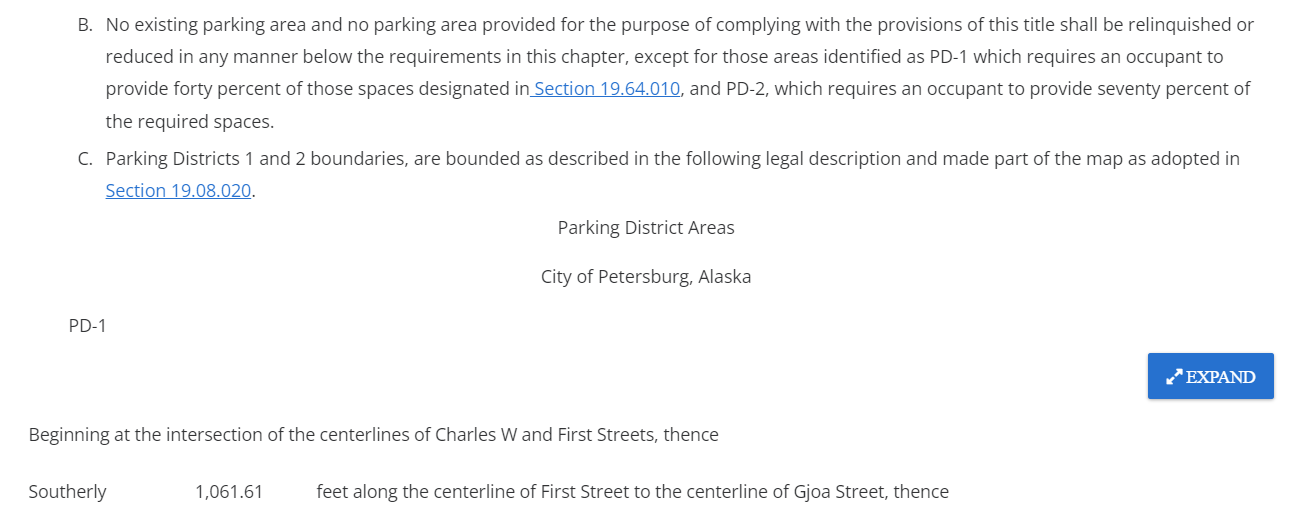 B. No existing parking area and no parking area provided for the purpose of complying with the provisions of this title shall be relinquished or
reduced in any manner below the requirements in this chapter, except for those areas identified as PD-1 which requires an occupant to
provide forty percent of those spaces designated in Section 19.64.010, and PD-2, which requires an occupant to provide seventy percent of
the required spaces.
C. Parking Districts 1 and 2 boundaries, are bounded as described in the following legal description and made part of the map as adopted in
Section 19.08.020.
Parking District Areas
City of Petersburg, Alaska
PD-1
EXPAND
Beginning at the intersection of the centerlines of Charles W and First Streets, thence
Southerly 1,061.61 feet along the centerline of First Street to the centerline of Gjoa Street, thence